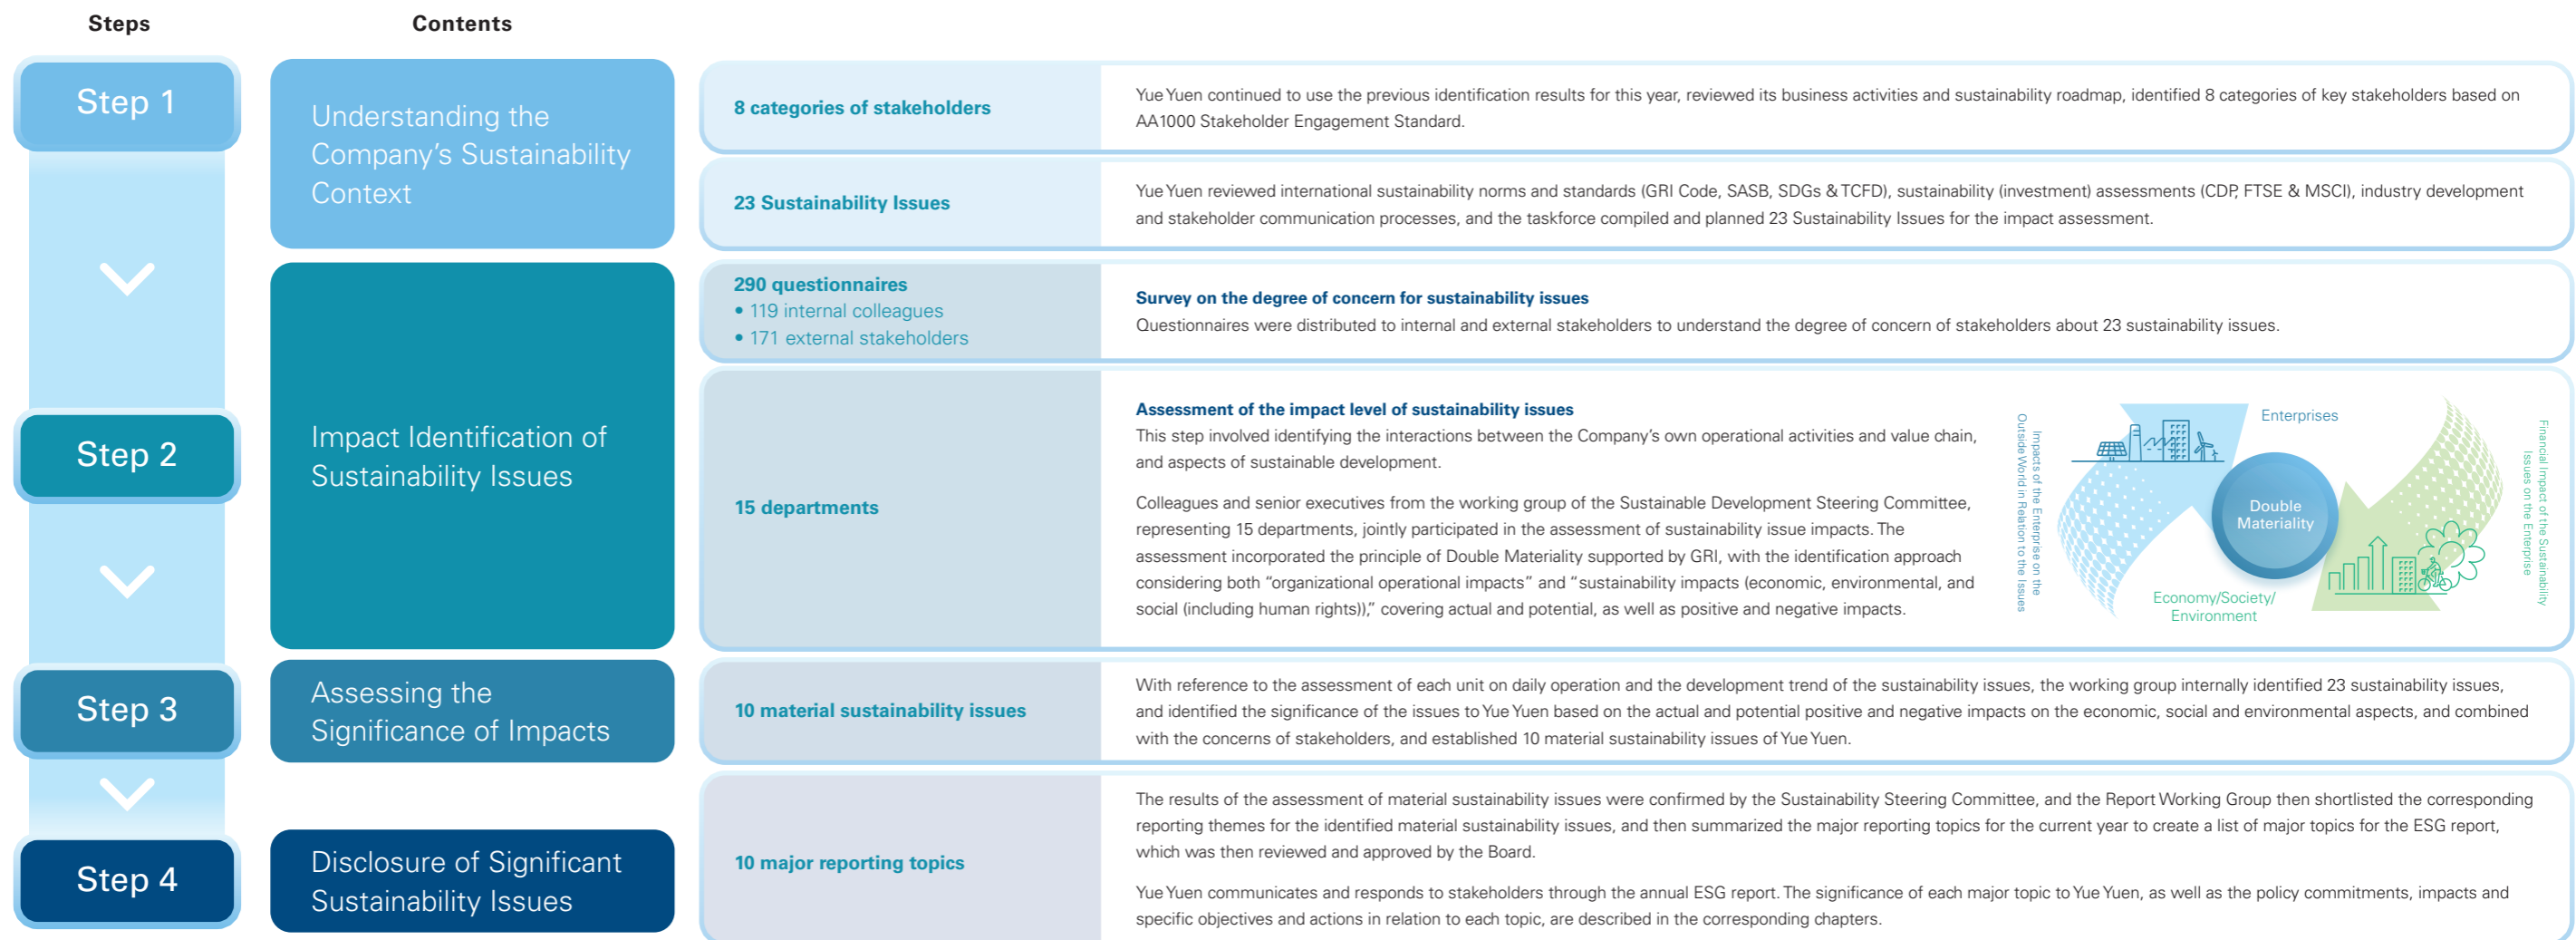 Steps
Contents
Step 1
Understanding the
Company's Sustainability
Context
8 categories of stakeholders
Yue Yuen continued to use the previous identification results for this year, reviewed its business activities and sustainability roadmap, identified 8 categories of key stakeholders based on
AA1000 Stakeholder Engagement Standard.
23 Sustainability Issues
Yue Yuen reviewed international sustainability norms and standards (GRI Code, SASB, SDGs & TCFD), sustainability (investment) assessments (CDP, FTSE & MSCI), industry development
and stakeholder communication processes, and the taskforce compiled and planned 23 Sustainability Issues for the impact assessment.
Step 2
Impact Identification of
Sustainability Issues
290 questionnaires
• 119 internal colleagues
• 171 external stakeholders
Survey on the degree of concern for sustainability issues
Questionnaires were distributed to internal and external stakeholders to understand the degree of concern of stakeholders about 23 sustainability issues.
15 departments
Assessment of the impact level of sustainability issues
This step involved identifying the interactions between the Company's own operational activities and value chain,
and aspects of sustainable development.
Colleagues and senior executives from the working group of the Sustainable Development Steering Committee,
representing 15 departments, jointly participated in the assessment of sustainability issue impacts. The
assessment incorporated the principle of Double Materiality supported by GRI, with the identification approach
considering both "organizational operational impacts" and "sustainability impacts (economic, environmental, and
social (including human rights))," covering actual and potential, as well as positive and negative impacts.
Impacts of the Enterprise on the
Outside World in Relation to the Issues
Enterprises
Double
Materiality
Economy/Society/
Environment
Financial Impact of the Sustainability
Issues on the Enterprise
Step 3
Assessing the
Significance of Impacts
10 material sustainability issues
With reference to the assessment of each unit on daily operation and the development trend of the sustainability issues, the working group internally identified 23 sustainability issues,
and identified the significance of the issues to Yue Yuen based on the actual and potential positive and negative impacts on the economic, social and environmental aspects, and combined
with the concerns of stakeholders, and established 10 material sustainability issues of Yue Yuen.
Step 4
Disclosure of Significant
Sustainability Issues
10 major reporting topics
The results of the assessment of material sustainability issues were confirmed by the Sustainability Steering Committee, and the Report Working Group then shortlisted the corresponding
reporting themes for the identified material sustainability issues, and then summarized the major reporting topics for the current year to create a list of major topics for the ESG report,
which was then reviewed and approved by the Board.
Yue Yuen communicates and responds to stakeholders through the annual ESG report. The significance of each major topic to Yue Yuen, as well as the policy commitments, impacts and
specific objectives and actions in relation to each topic, are described in the corresponding chapters.